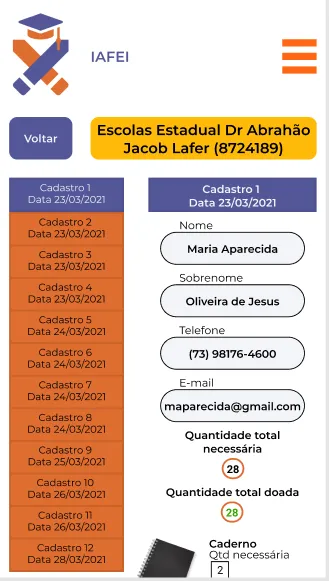 IAFEI
Voltar
Escolas Estadual Dr Abrahão
Jacob Lafer (8724189)
Cadastro 1
Data 23/03/2021
Cadastro 2
Data 23/03/2021
Cadastro 3
Data 23/03/2021
Cadastro 4
Data 23/03/2021
Cadastro 5
Data 24/03/2021
Cadastro 6
Data 24/03/2021
Cadastro 7
Data 24/03/2021
Cadastro 8
Data 24/03/2021
Cadastro 9
Data 25/03/2021
Cadastro 10
Data 26/03/2021
Cadastro 11
Data 26/03/2021
Cadastro 12
Data 28/03/2021
Cadastro 1
Data 23/03/2021
Nome
Maria Aparecida
Sobrenome
Oliveira de Jesus
Telefone
(73) 98176-4600
E-mail
maparecida@gmail.com
Quantidade total
necessária
28
Quantidade total doada
28
Caderno
Qtd necessária
2